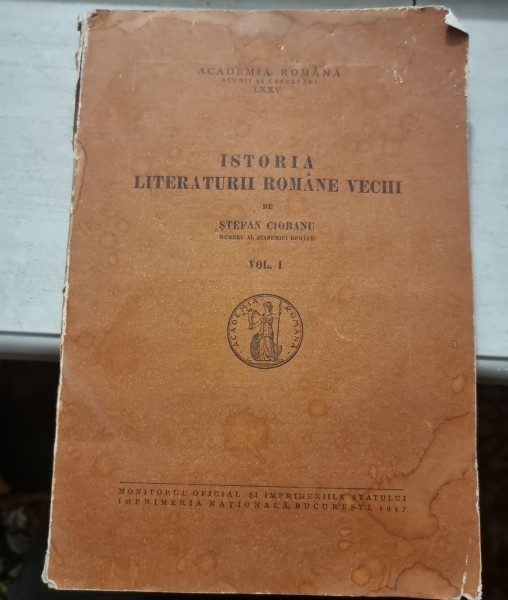 ACADEMIA ROMÂNĂ
STUDII ȘI CERCETĂRI
LXXV
ISTORIA
LITERATURII ROMÂNE VECHI
DE
ȘTEFAN CIOBANU
MEMBRU AL ACADEMIEI ROMÂNE
VOL. I
ACADEMIA ROMÂNĂ
MONITORUL OFICIAL ȘI IMPRIMERIILE STATULUI
IMPRIMERIA NAȚIONALĂ, BUCUREȘTI, 1947